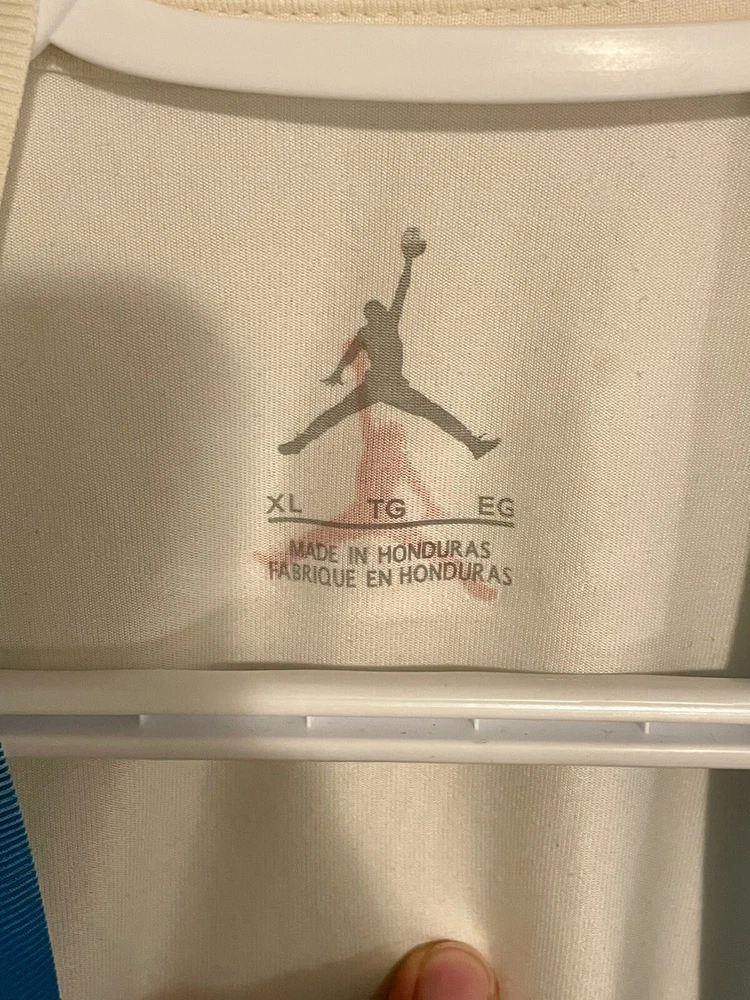 XL TG EG
MADE IN HONDURAS
FABRIQUE EN HONDURAS